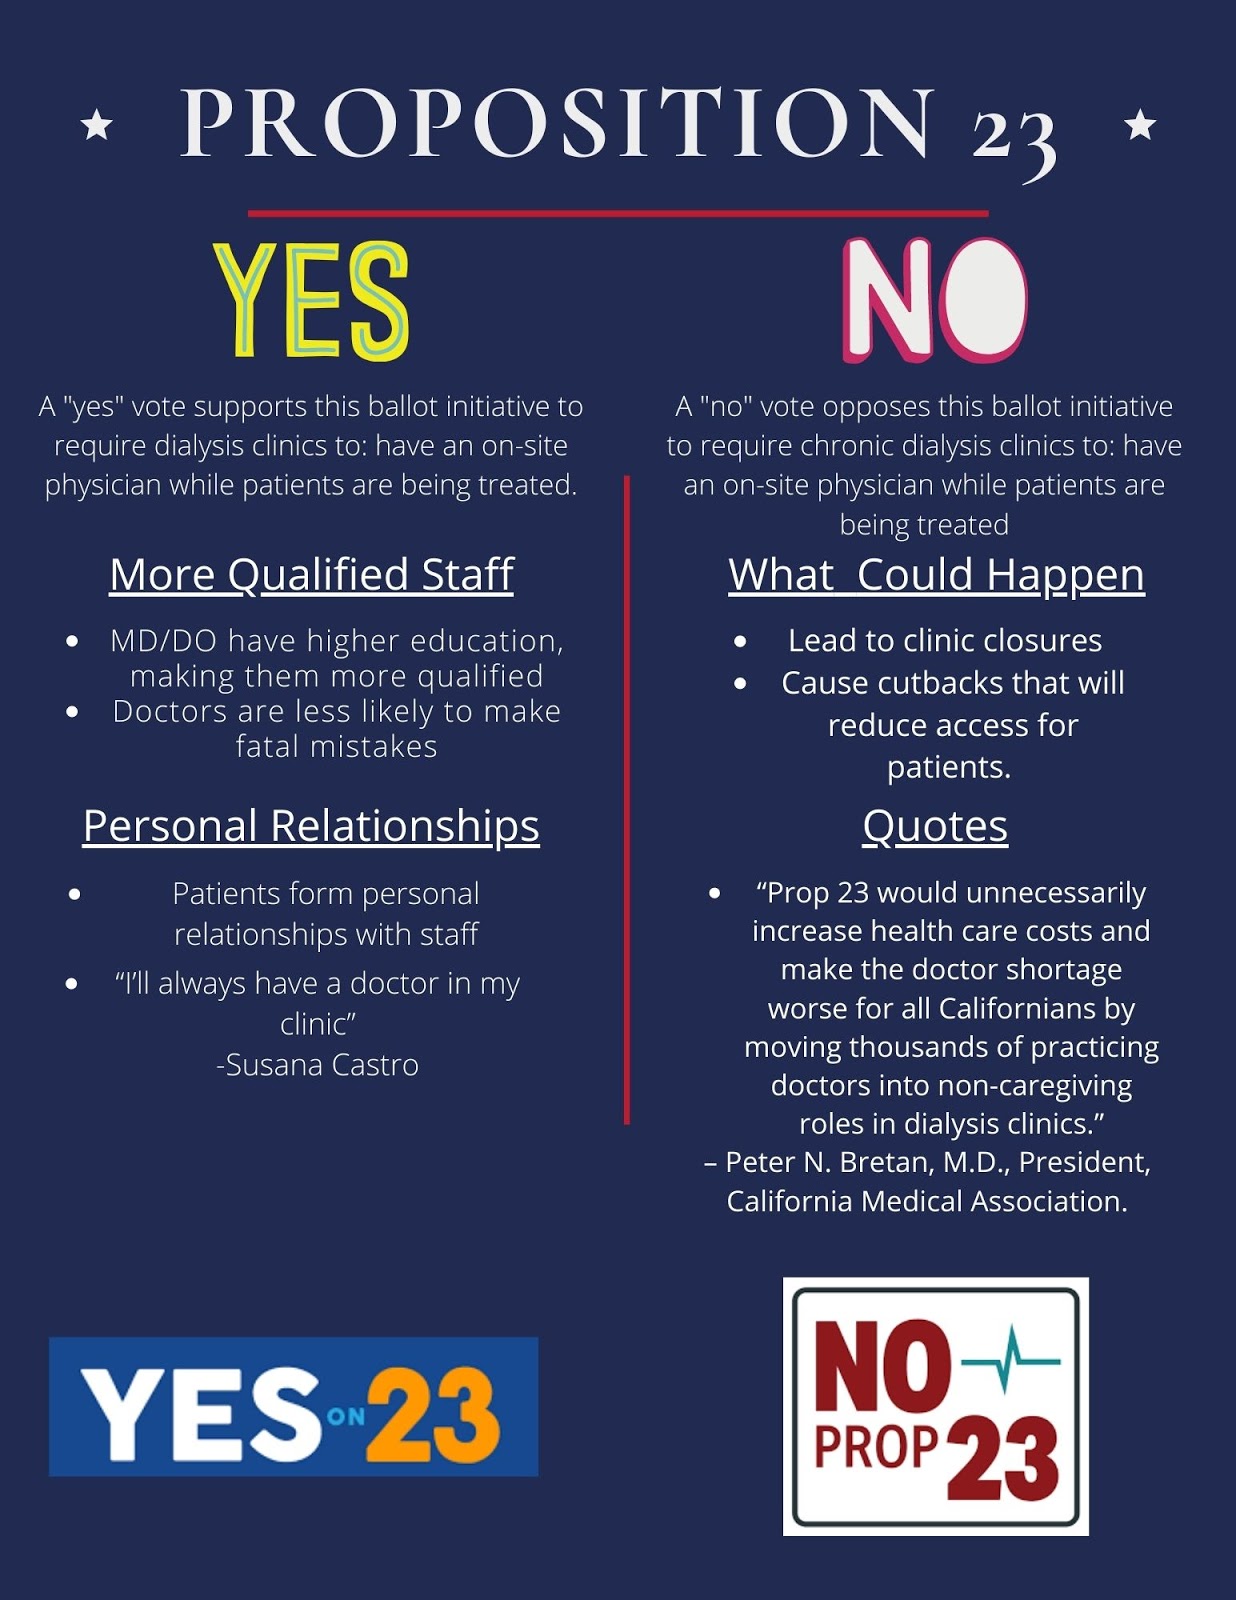 PROPOSITION 23
YES
A "yes" vote supports this ballot initiative to
require dialysis clinics to: have an on-site
physician while patients are being treated.
More Qualified Staff
• MD/DO have higher education,
making them more qualified
• Doctors are less likely to make
fatal mistakes
Personal Relationships
• Patients form personal
relationships with staff
• “I’ll always have a doctor in my
clinic”
-Susana Castro
YES ON 23
NO
A "no" vote opposes this ballot initiative
to require chronic dialysis clinics to: have
an on-site physician while patients are
being treated
What Could Happen
• Lead to clinic closures
• Cause cutbacks that will
reduce access for
patients.
Quotes
• “Prop 23 would unnecessarily
increase health care costs and
make the doctor shortage
worse for all Californians by
moving thousands of practicing
doctors into non-caregiving
roles in dialysis clinics.”
– Peter N. Bretan, M.D., President,
California Medical Association.
NO
PROP 23